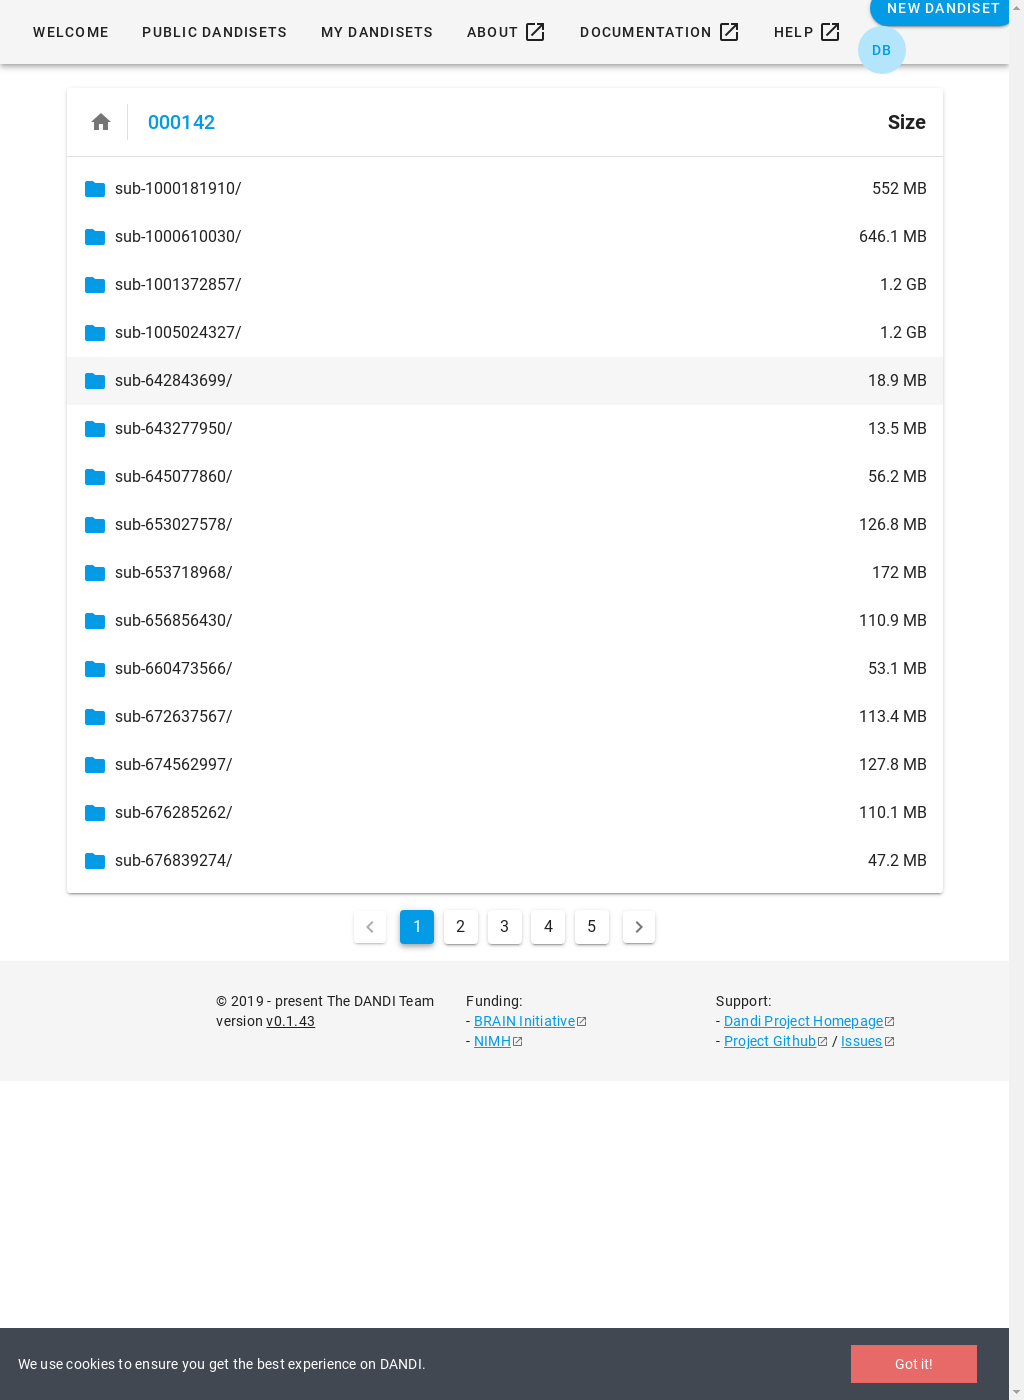 NEW DANDISET
WELCOME PUBLIC DANDISETS MY DANDISETS ABOUT DOCUMENTATION HELP
DB
000142 Size
sub-1000181910/ 552 MB
sub-1000610030/ 646.1 MB
sub-1001372857/ 1.2 GB
sub-1005024327/ 1.2 GB
sub-642843699/ 18.9 MB
sub-643277950/ 13.5 MB
sub-645077860/ 56.2 MB
sub-653027578/ 126.8 MB
sub-653718968/ 172 MB
sub-656856430/ 110.9 MB
sub-660473566/ 53.1 MB
sub-672637567/ 113.4 MB
sub-674562997/ 127.8 MB
sub-676285262/ 110.1 MB
sub-676839274/ 47.2 MB
1 2 3 4 5
© 2019 - present The DANDI Team
version v0.1.43
Funding:
- BRAIN Initiative
- NIMH
Support:
- Dandi Project Homepage
- Project Github / Issues
We use cookies to ensure you get the best experience on DANDI.
Got it!